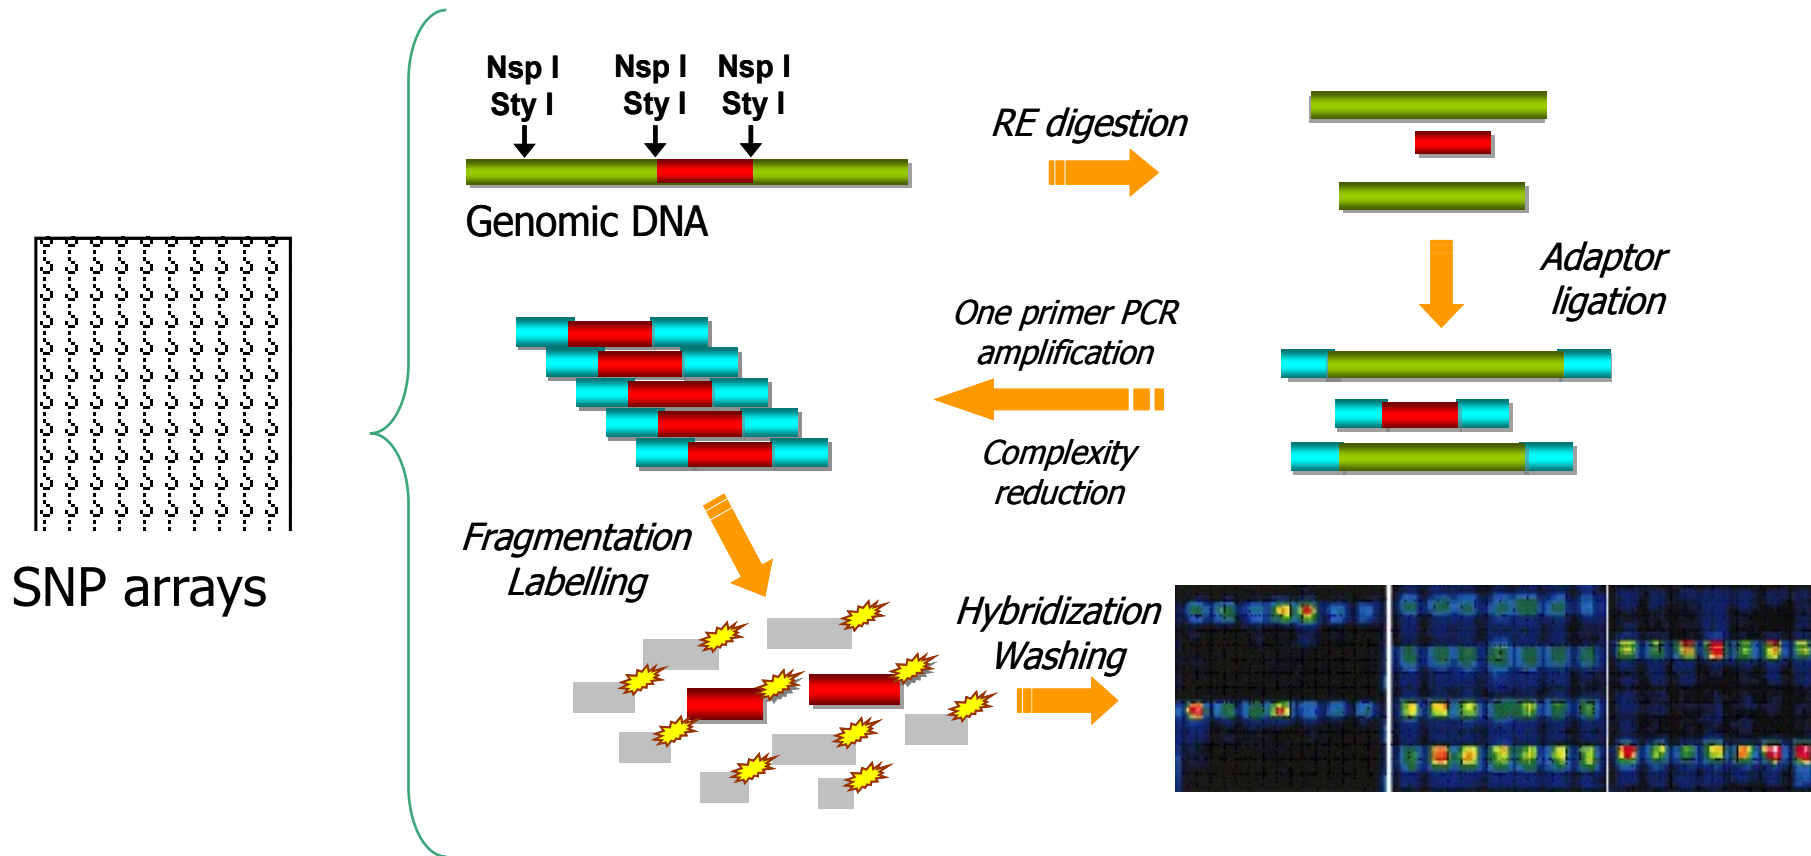 Nsp I
Sty I
Nsp I
Sty I
Nsp I
Sty I
Genomic DNA
RE digestion
Adaptor
ligation
One primer PCR
amplification
Complexity
reduction
Fragmentation
Labelling
Hybridization
Washing
SNP arrays